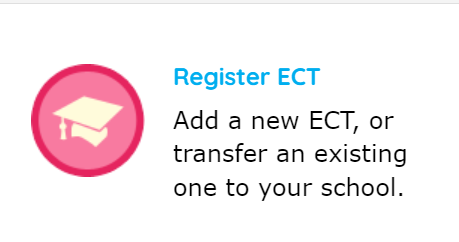 Register ECT
Add a new ECT, or
transfer an existing
one to your school.